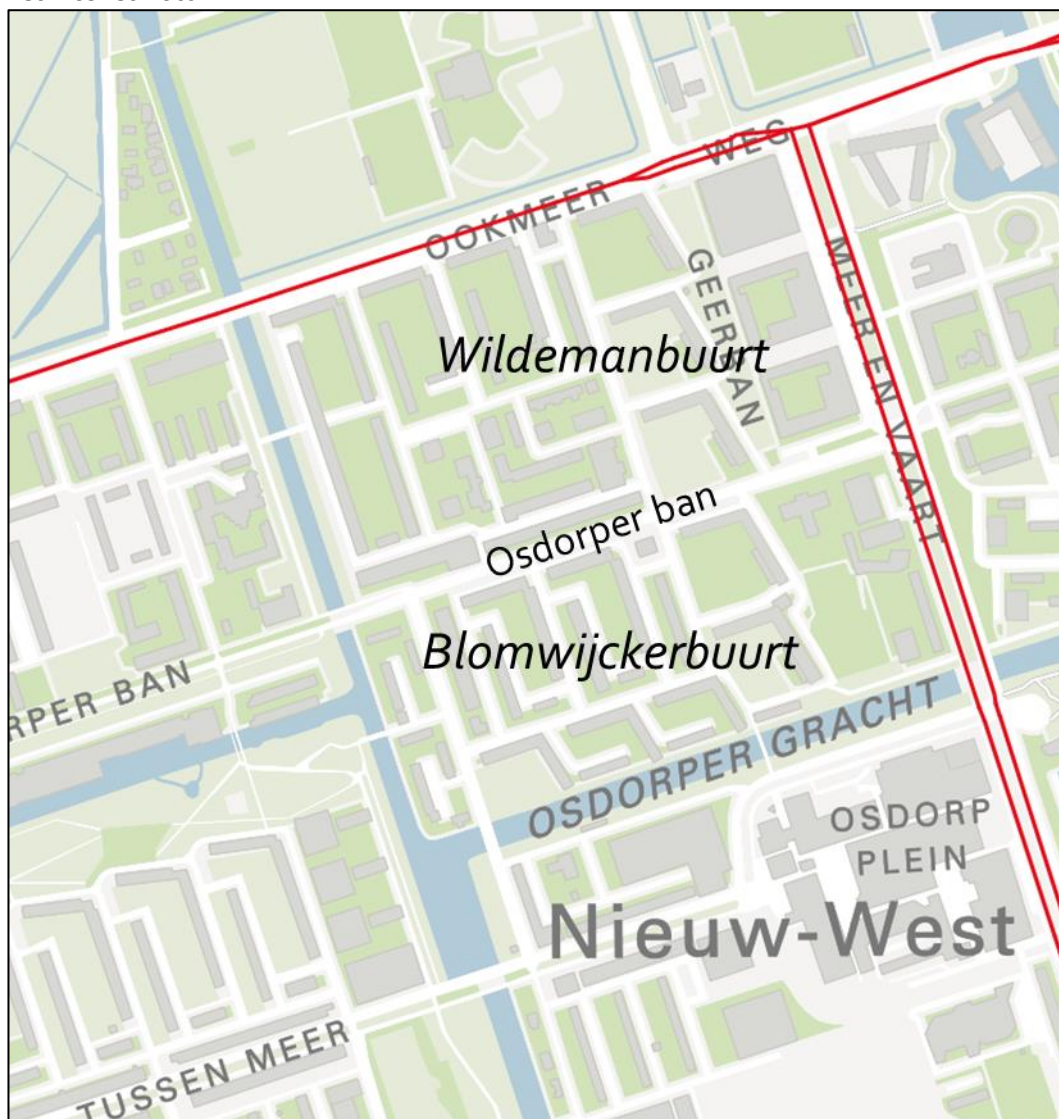 OOKMEER WEG
GEERBAN
MEER EN VAART
Wildemanbuurt
Osdorper ban
Blomwijckerbuurt
RPER BAN
OSDORPER GRACHT
OSDORP
PLEIN
Nieuw-West
TUSSEN MEER